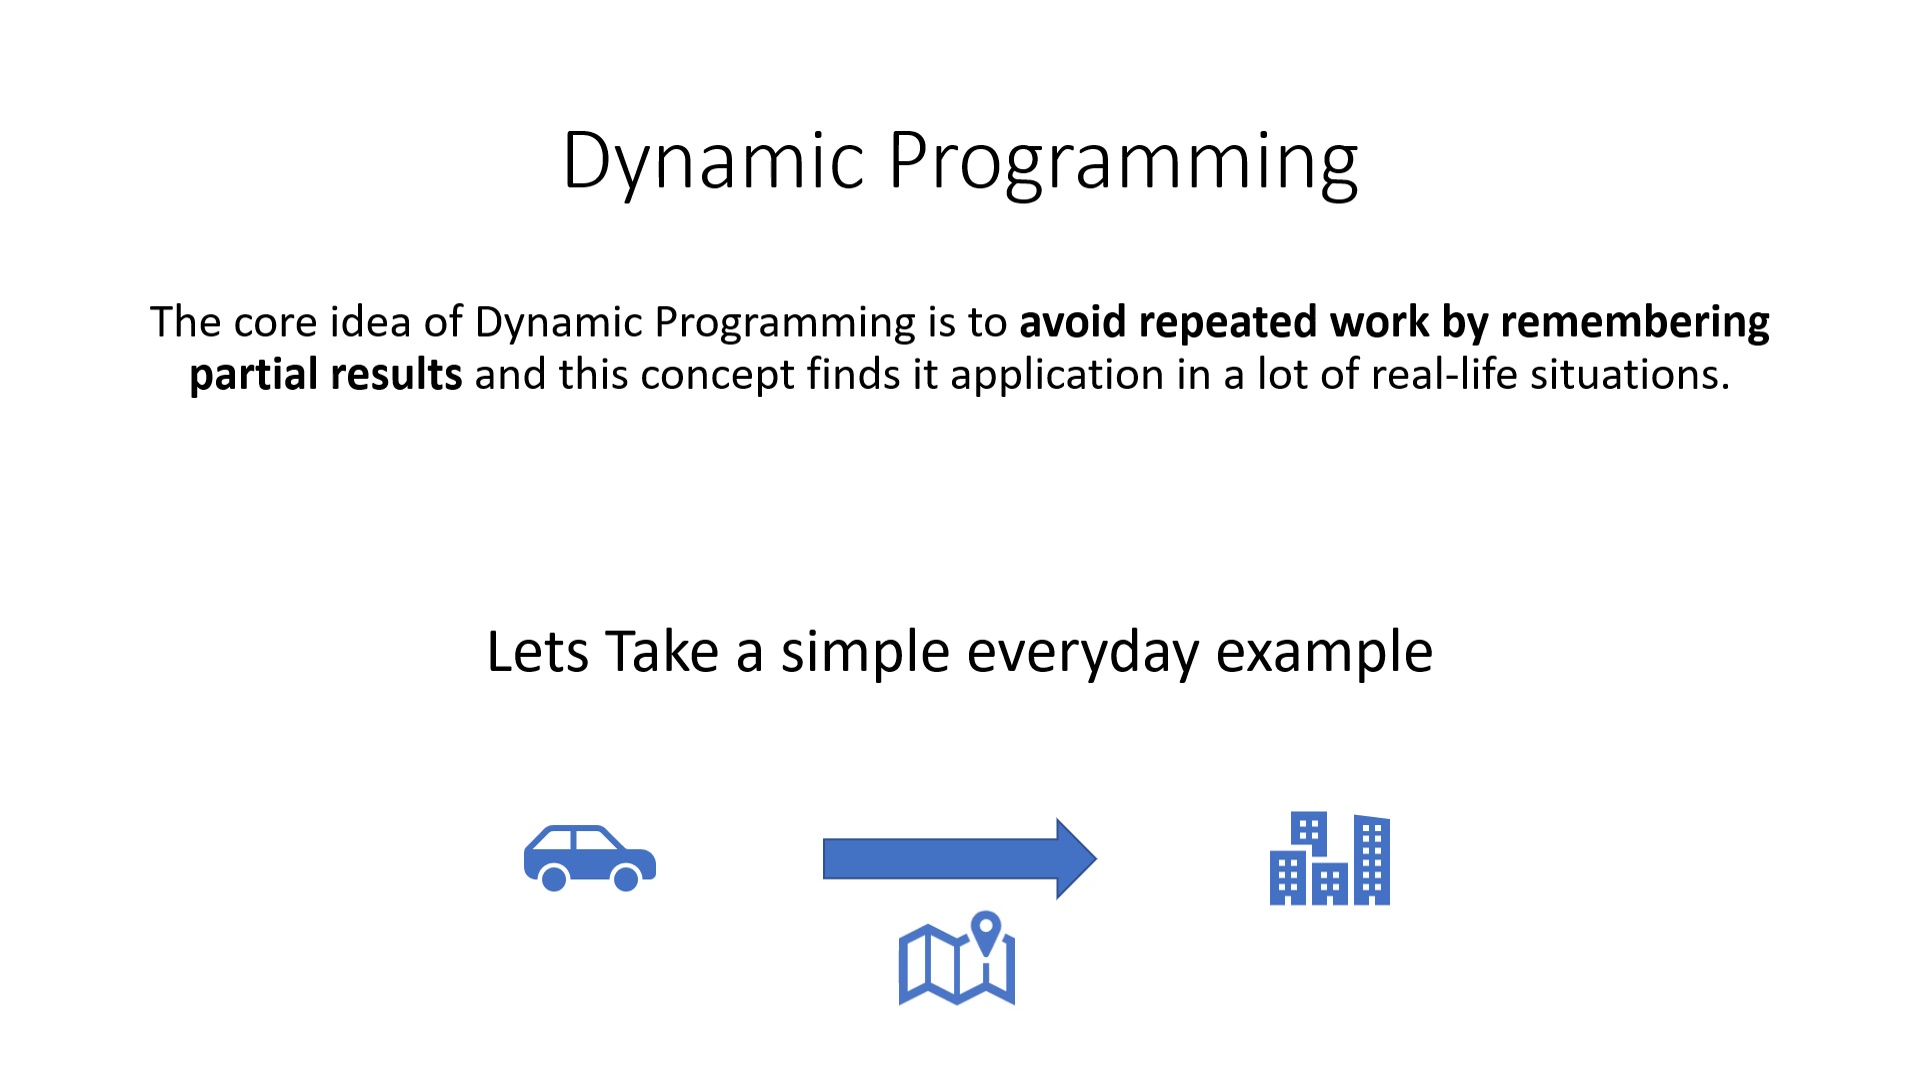 Dynamic Programming
The core idea of Dynamic Programming is to avoid repeated work by remembering
partial results and this concept finds it application in a lot of real-life situations.
Lets Take a simple everyday example